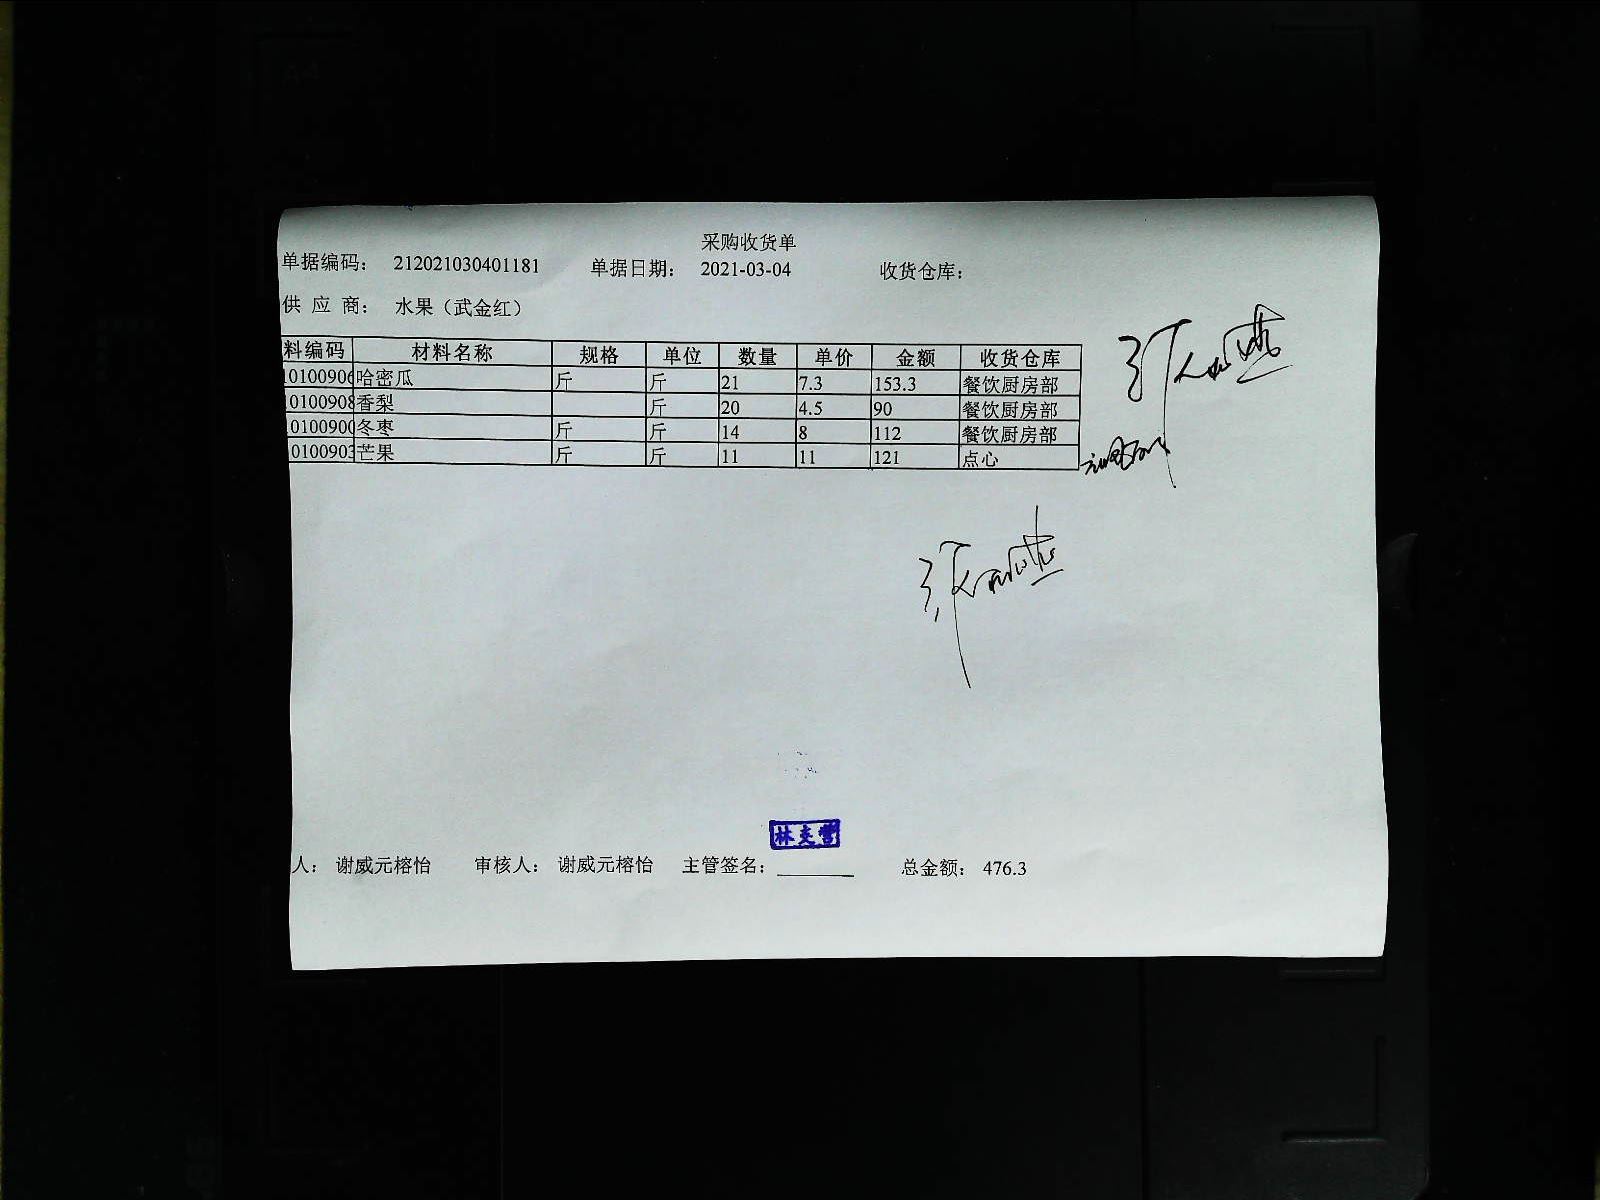 采购收货单
单据编码： 212021030401181 单据日期： 2021-03-04 收货仓库：
供 应 商： 水果（武金红）
料编码 材料名称 规格 单位 数量 单价 金额 收货仓库
0100906 哈密瓜 斤 斤 21 7.3 153.3 餐饮厨房部
0100908 香梨 斤 20 4.5 90 餐饮厨房部
0100900 冬枣 斤 斤 14 8 112 餐饮厨房部
0100903 芒果 斤 斤 11 11 121 点心
人： 谢威元榕怡 审核人： 谢威元榕怡 主管签名： 总金额： 476.3